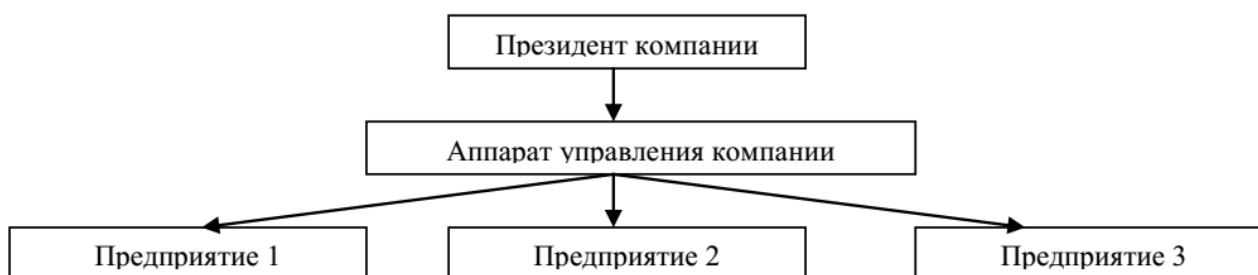 Президент компании
Аппарат управления компании
Предприятие 1 Предприятие 2 Предприятие 3